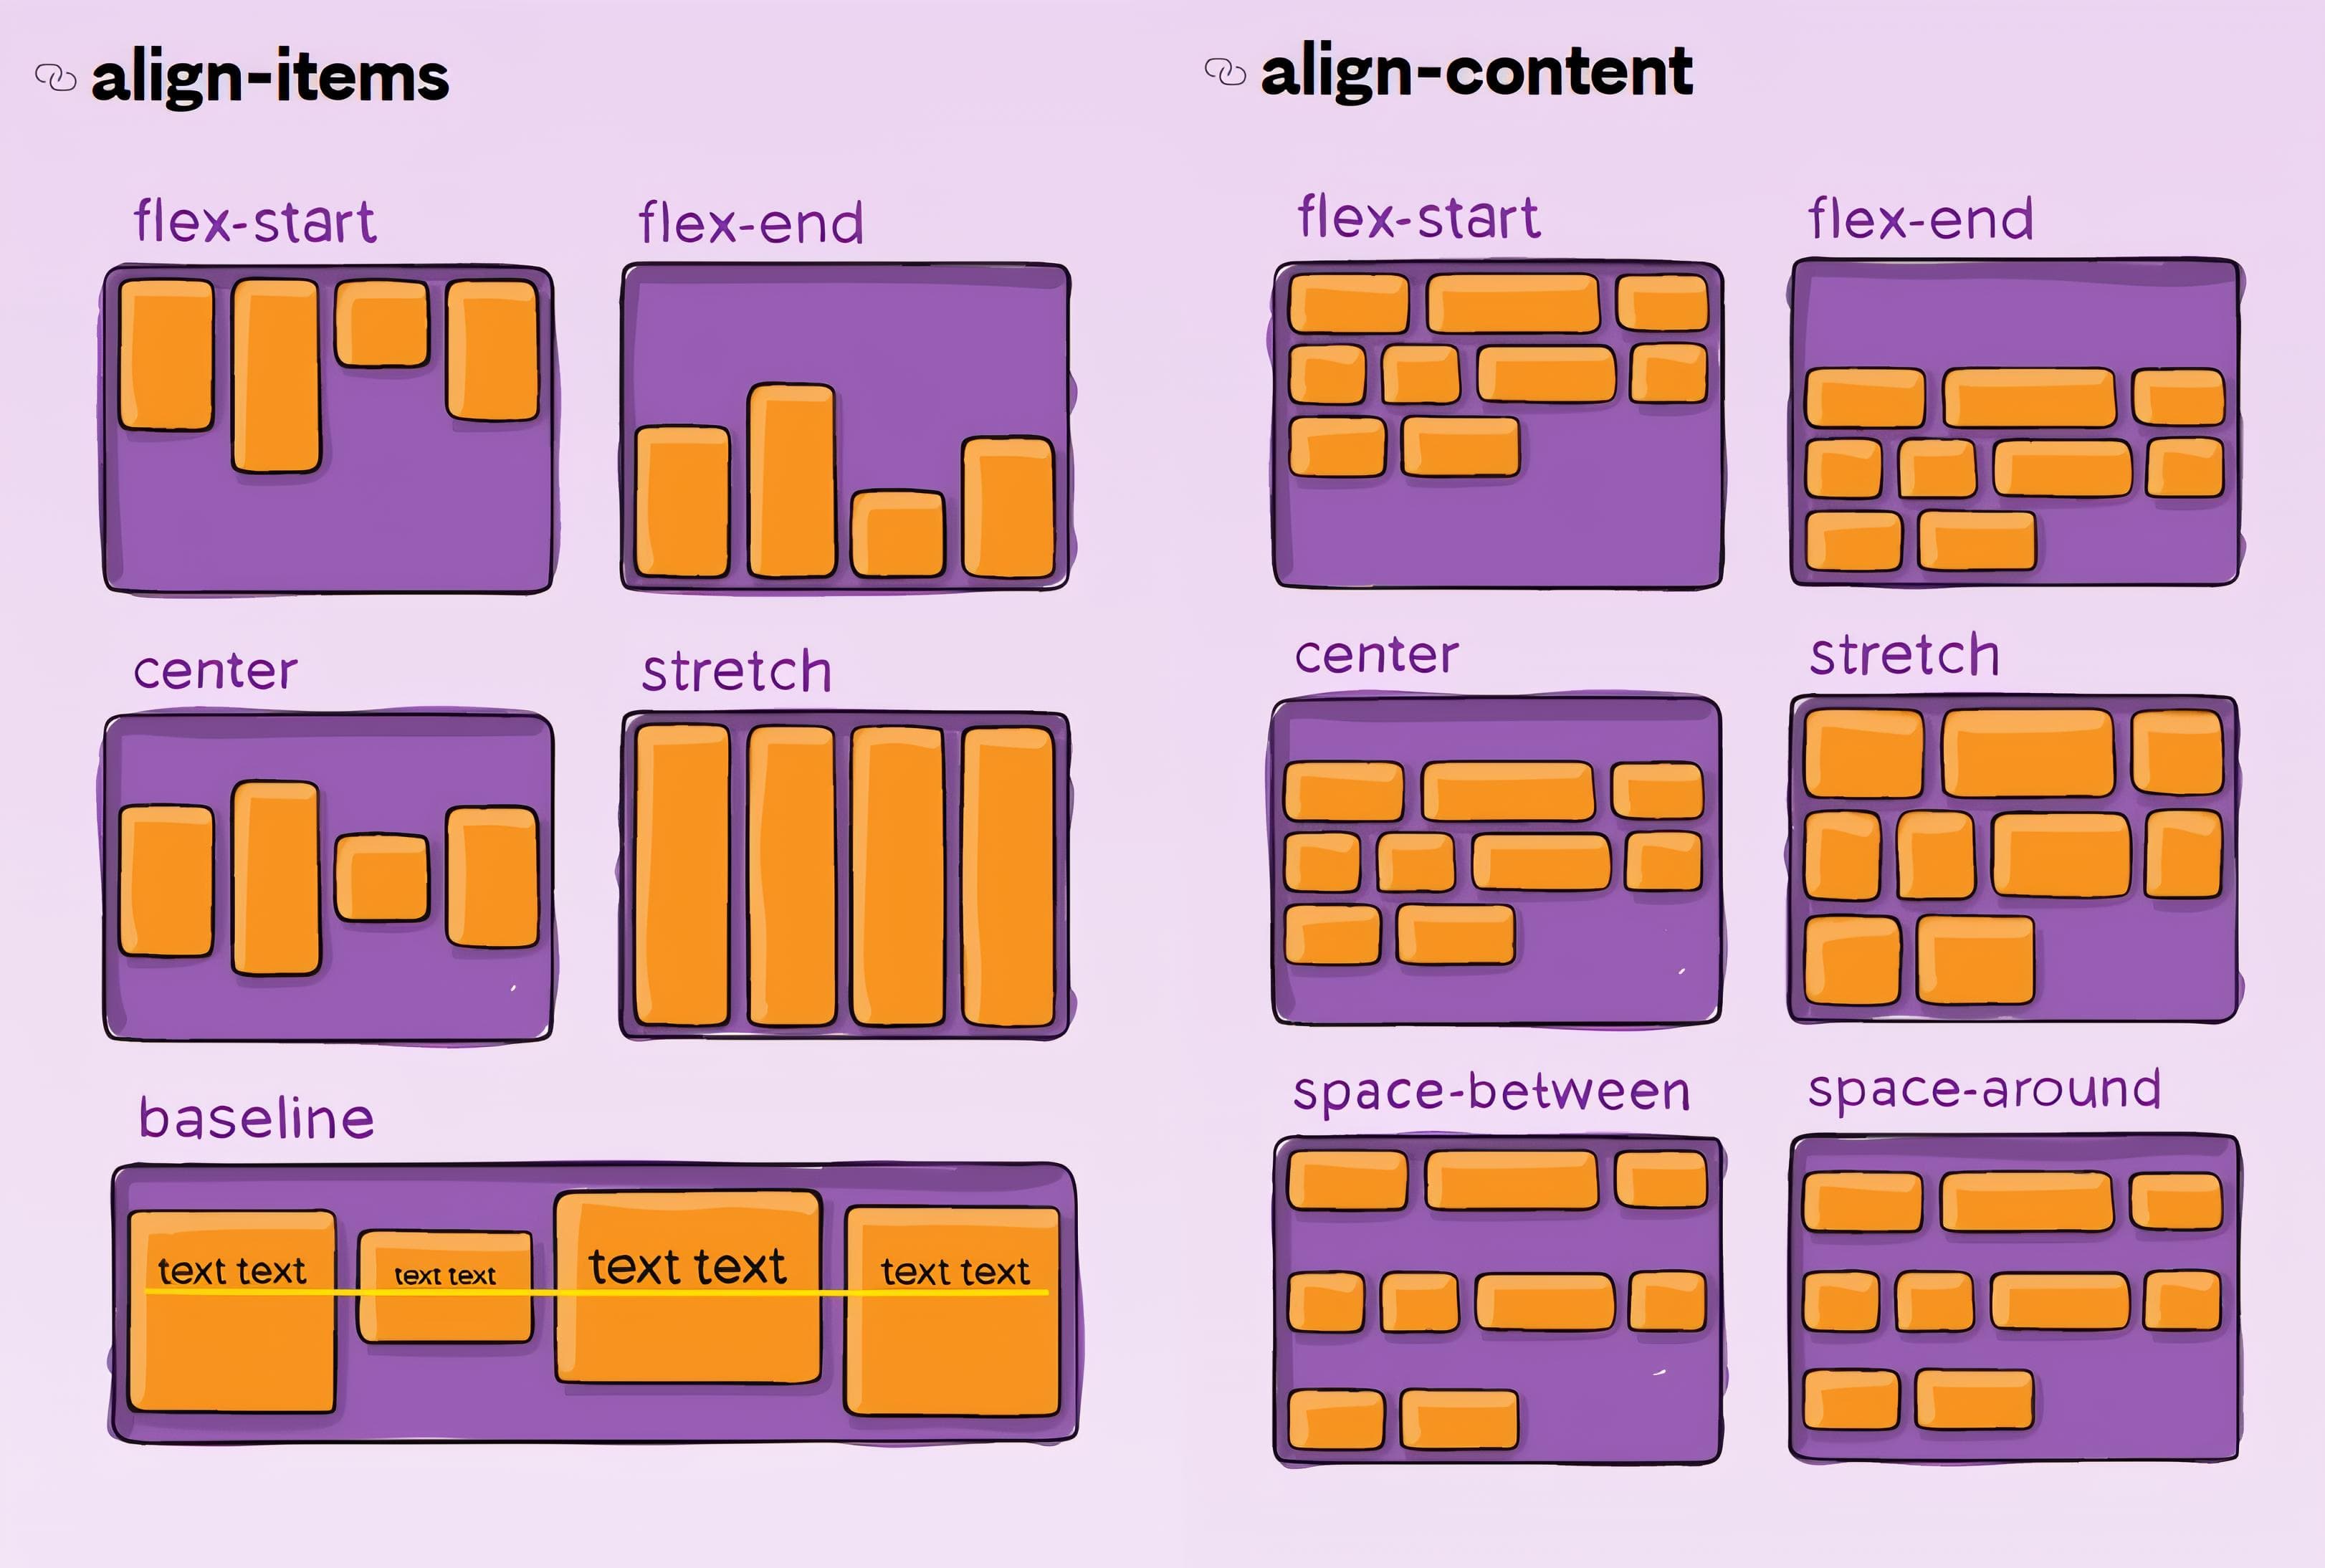 align-items
flex-start
flex-end
center
stretch
baseline
text text
text text
text text
text text
align-content
flex-start
flex-end
center
stretch
space-between
space-around